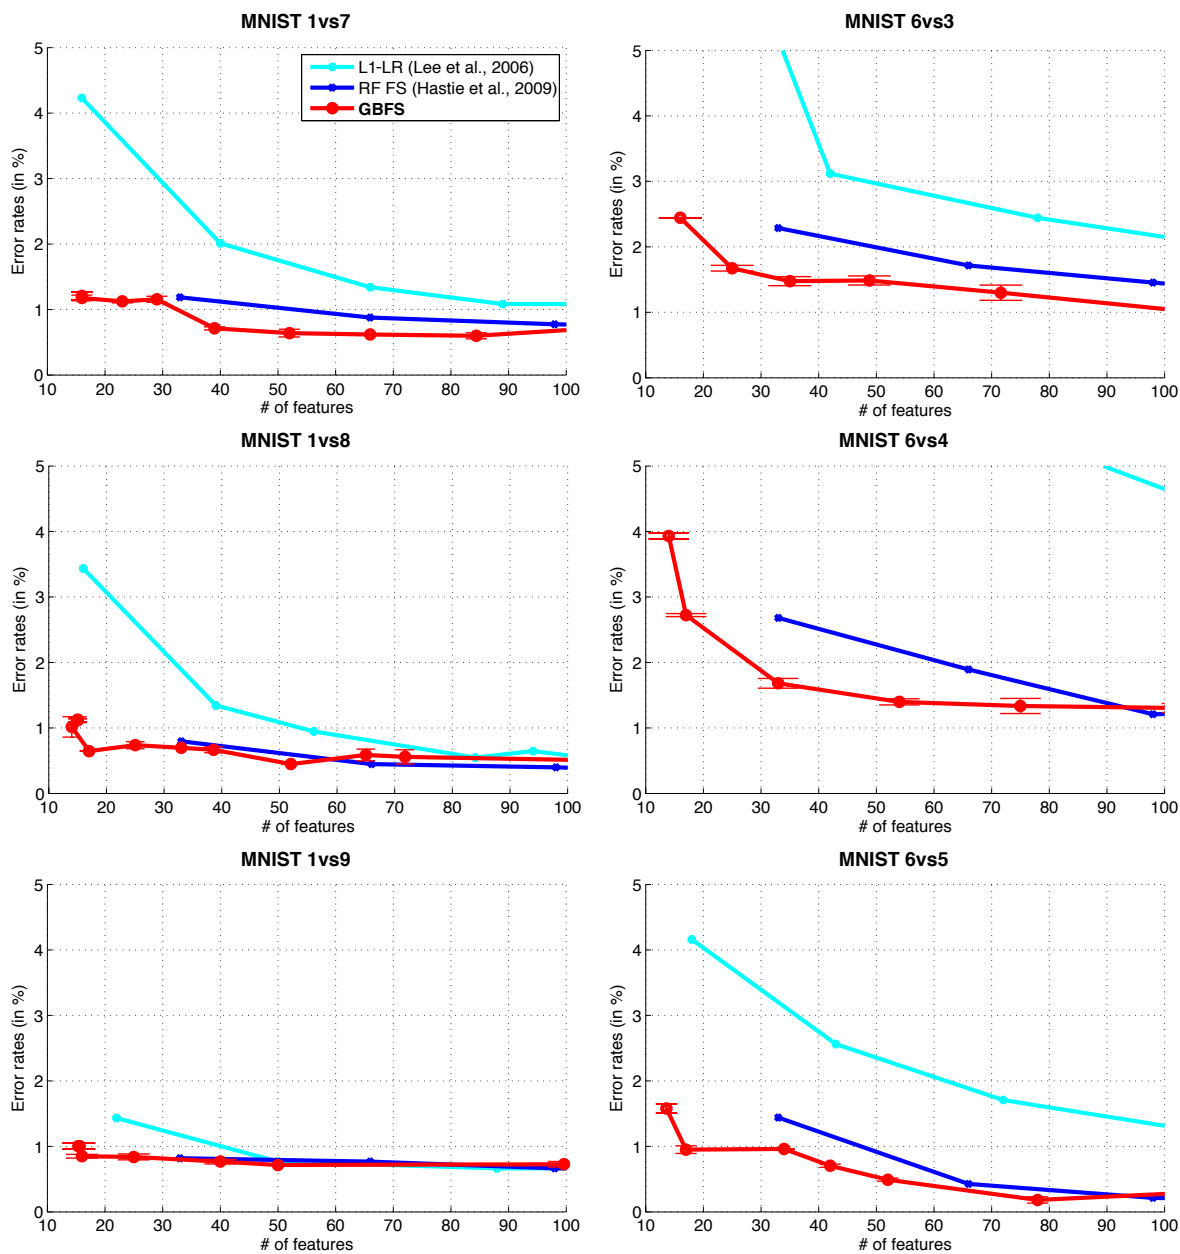 MNIST 1vs7
5
4
3
2
1
0
Error rates (in %)
L1-LR (Lee et al., 2006)
RF FS (Hastie et al., 2009)
GBFS
10 20 30 40 50 60 70 80 90 100
# of features
MNIST 6vs3
5
4
3
2
1
0
Error rates (in %)
10 20 30 40 50 60 70 80 90 100
# of features
MNIST 1vs8
5
4
3
2
1
0
Error rates (in %)
10 20 30 40 50 60 70 80 90 100
# of features
MNIST 6vs4
5
4
3
2
1
0
Error rates (in %)
10 20 30 40 50 60 70 80 90 100
# of features
MNIST 1vs9
5
4
3
2
1
0
Error rates (in %)
10 20 30 40 50 60 70 80 90 100
# of features
MNIST 6vs5
5
4
3
2
1
0
Error rates (in %)
10 20 30 40 50 60 70 80 90 100
# of features